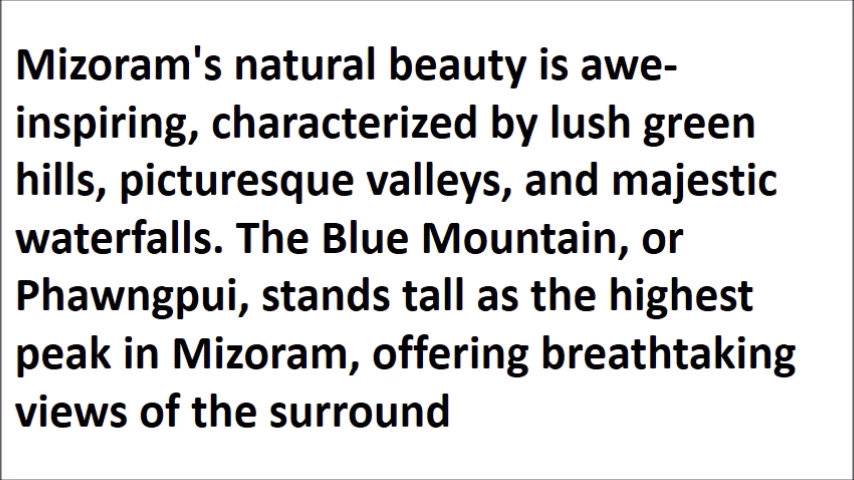 Mizoram's natural beauty is awe-
inspiring, characterized by lush green
hills, picturesque valleys, and majestic
waterfalls. The Blue Mountain, or
Phawngpui, stands tall as the highest
peak in Mizoram, offering breathtaking
views of the surround